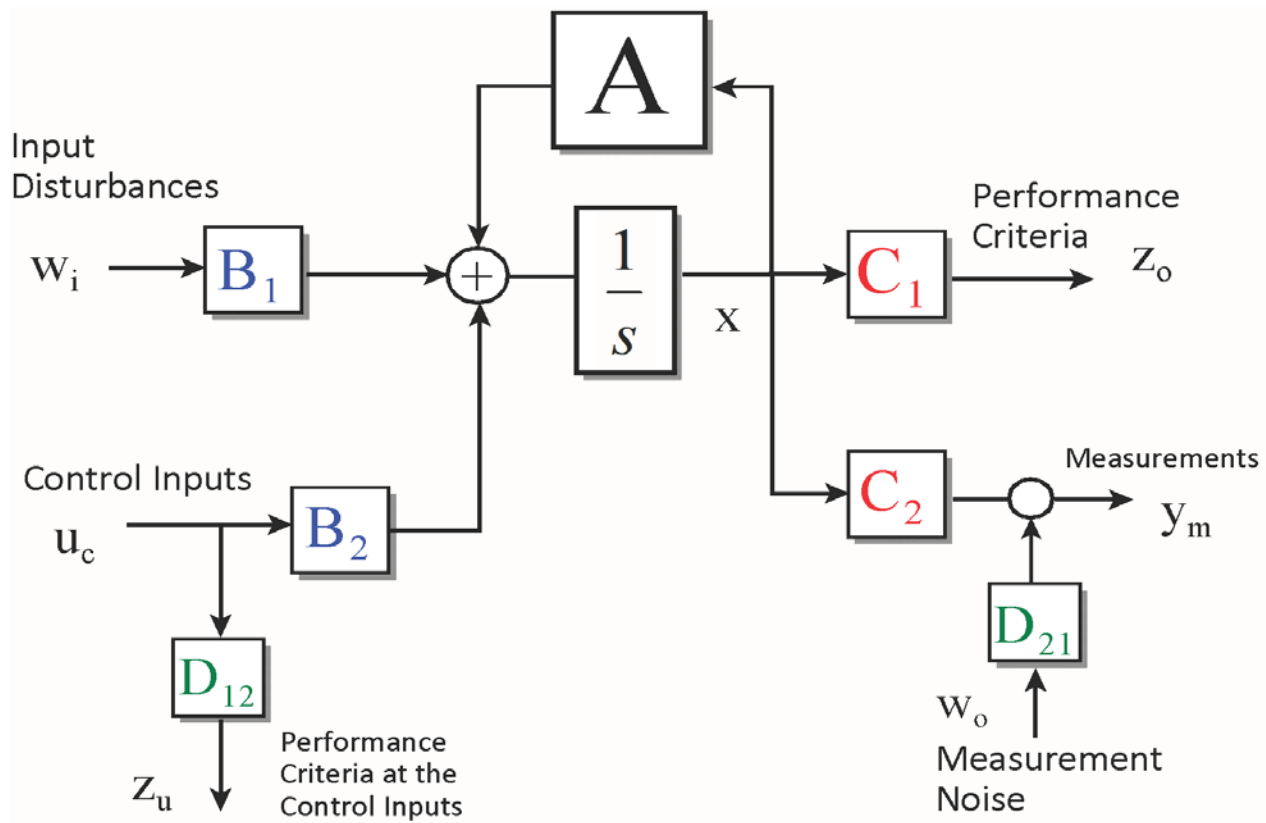 A
Input
Disturbances
wi
B1
+
1
s
x
C1
Performance
Criteria
zo
Control Inputs
uc
B2
C2
Measurements
ym
D12
D21
zu
Performance
Criteria at the
Control Inputs
wo
Measurement
Noise